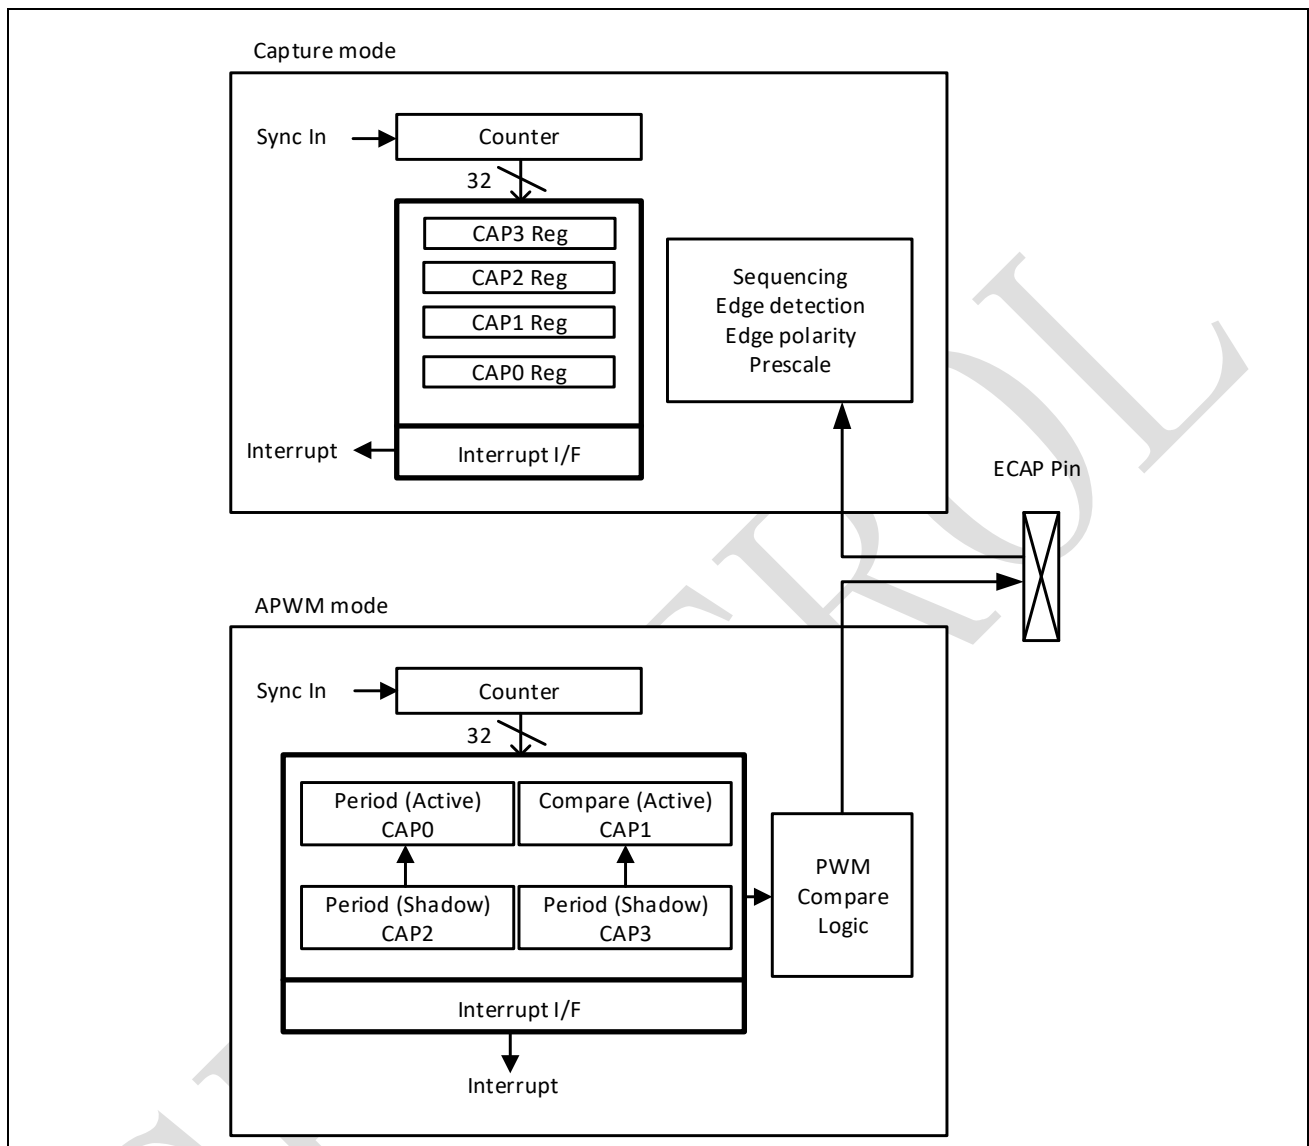 Capture mode
Sync In
Counter
32
CAP3 Reg
CAP2 Reg
CAP1 Reg
CAP0 Reg
Interrupt
Interrupt I/F
Sequencing
Edge detection
Edge polarity
Prescale
ECAP Pin
APWM mode
Sync In
Counter
32
Period (Active)
CAP0
Compare (Active)
CAP1
Period (Shadow)
CAP2
Period (Shadow)
CAP3
Interrupt I/F
Interrupt
PWM
Compare
Logic